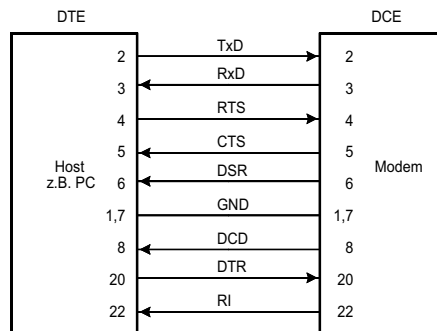 DTE DCE
2 TxD 2
3 RxD 3
4 RTS 4
5 CTS 5
Host
z.B. PC
Modem
6 DSR 6
1,7 GND 1,7
8 DCD 8
20 DTR 20
22 RI 22